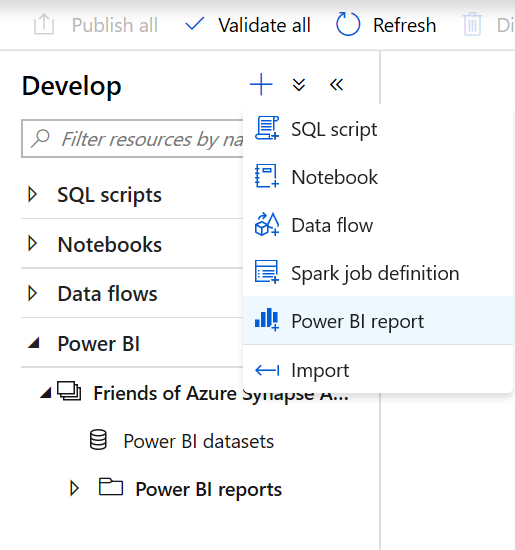 Publish all Validate all Refresh Di
Develop
Filter resources by na
SQL script
SQL scripts
Notebook
Notebooks
Data flow
Data flows
Spark job definition
Power BI report
Power BI
Import
Friends of Azure Synapse A...
Power BI datasets
Power BI reports